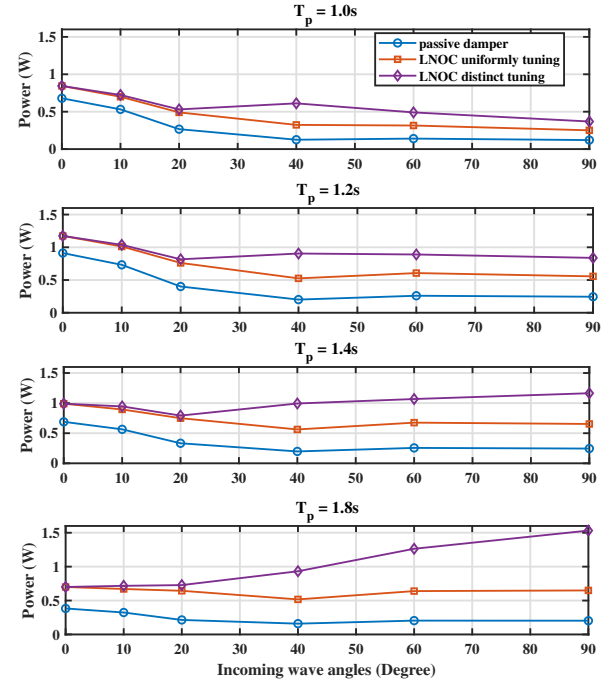 T_p = 1.0s
Power (W)
1.5
1
0.5
0
passive damper
LNOC uniformly tuning
LNOC distinct tuning
0 10 20 30 40 50 60 70 80 90
T_p = 1.2s
Power (W)
1.5
1
0.5
0
0 10 20 30 40 50 60 70 80 90
T_p = 1.4s
Power (W)
1.5
1
0.5
0
0 10 20 30 40 50 60 70 80 90
T_p = 1.8s
Power (W)
1.5
1
0.5
0
0 10 20 30 40 50 60 70 80 90
Incoming wave angles (Degree)